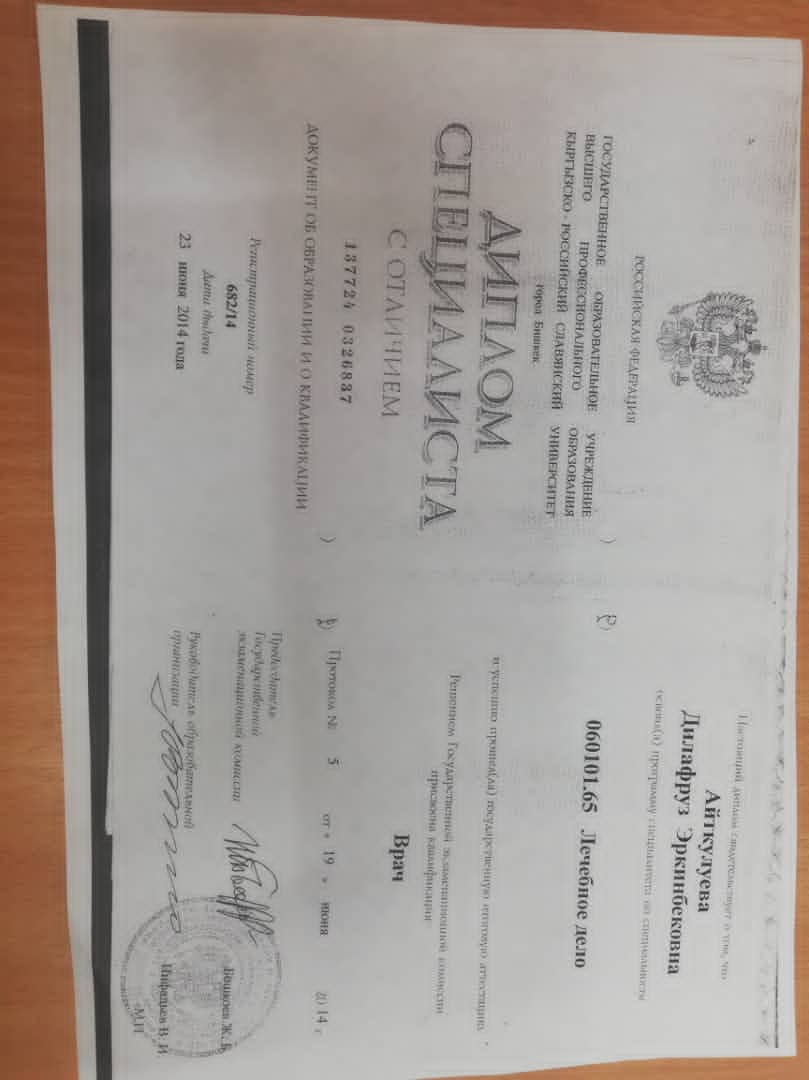 РОССИЙСКАЯ ФЕДЕРАЦИЯ
ГОСУДАРСТВЕННОЕ ОБРАЗОВАТЕЛЬНОЕ УЧРЕЖДЕНИЕ
ВЫСШЕГО ПРОФЕССИОНАЛЬНОГО ОБРАЗОВАНИЯ
КЫРГЫЗСКО - РОССИЙСКИЙ СЛАВЯНСКИЙ УНИВЕРСИТЕТ
город Бишкек
ДИПЛОМ
СПЕЦИАЛИСТА
С ОТЛИЧИЕМ
137724 0326837
ДОКУМЕНТ ОБ ОБРАЗОВАНИИ И О КВАЛИФИКАЦИИ
Регистрационный номер
682/14
Дата выдачи
23 июня 2014 года
Настоящий диплом свидетельствует о том, что
Айткулуева
Дилафруз Эркинбековна
освоил(а) программу специалитета по специальности
060101.65 Лечебное дело
и успешно прошел(ла) государственную итоговую аттестацию
Решением Государственной экзаменационной комиссии
присвоена квалификация
Врач
Протокол № 5 от « 19 » июня 2014 г
Председатель
Государственной
экзаменационной комиссии
Руководитель образовательной
организации
Нифадьев В. И
М.П